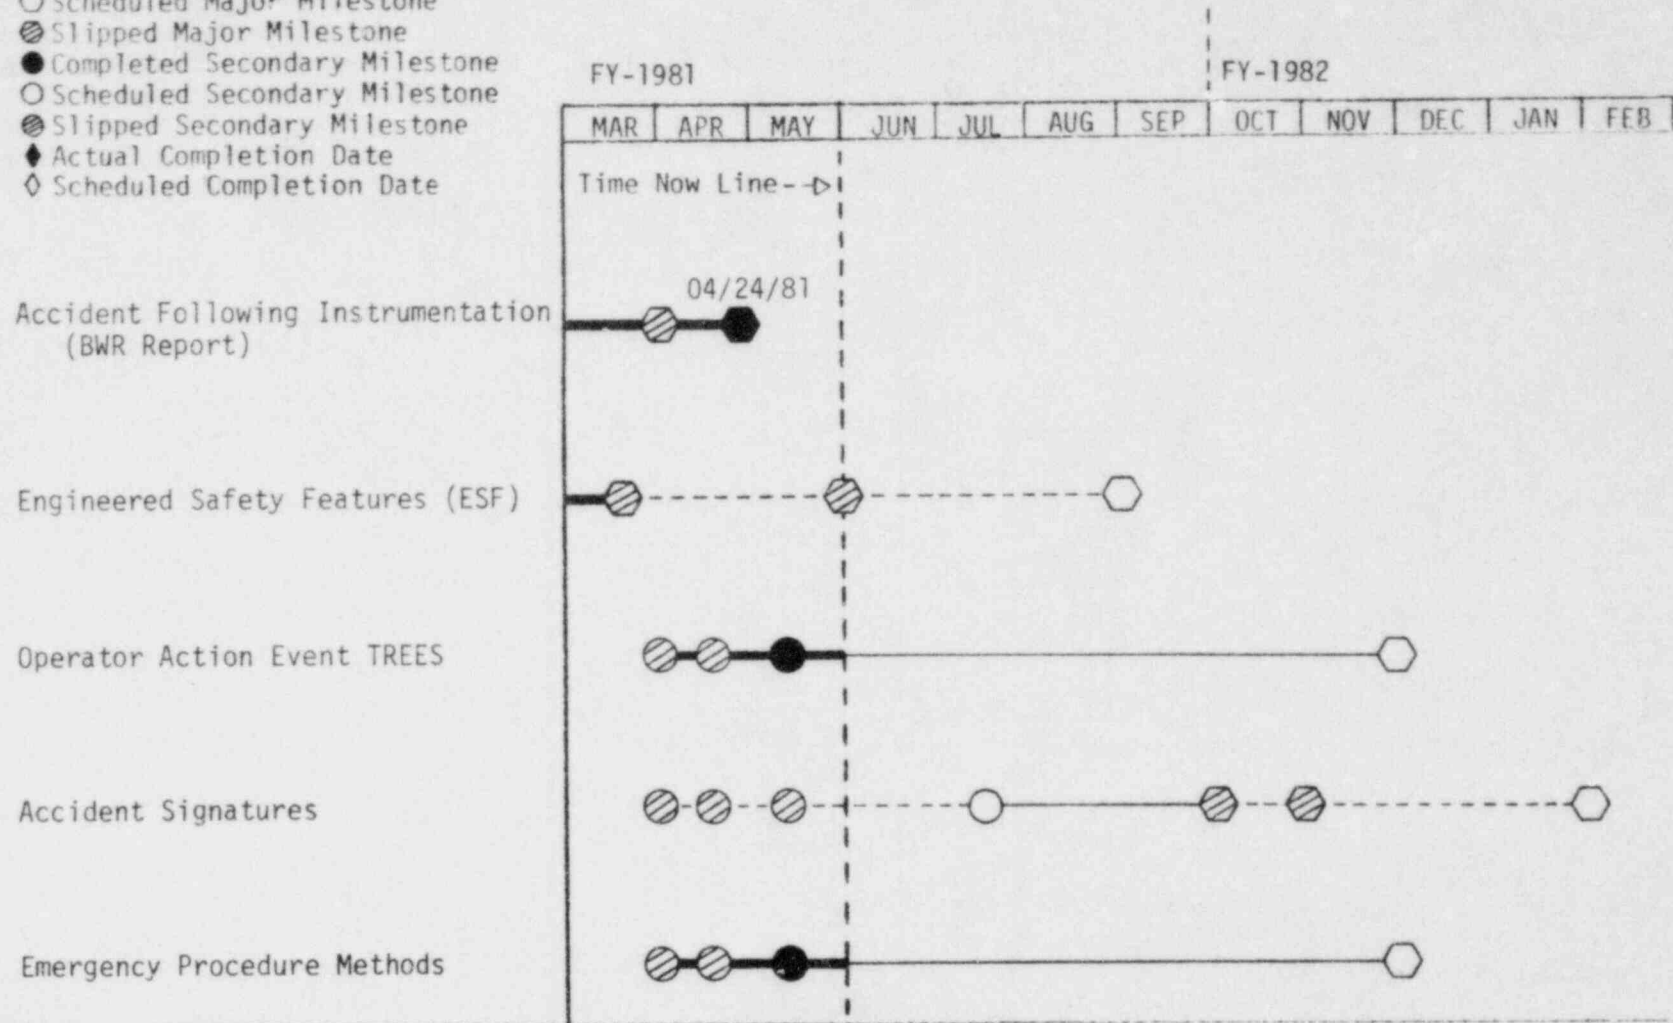 Scheduled Major Milestone
Slipped Major Milestone
Completed Secondary Milestone
Scheduled Secondary Milestone
Slipped Secondary Milestone
Actual Completion Date
Scheduled Completion Date
FY-1981
FY-1982
MAR APR MAY JUN JUL AUG SEP OCT NOV DEC JAN FEB
Time Now Line
04/24/81
Accident Following Instrumentation
(BWR Report)
Engineered Safety Features (ESF)
Operator Action Event TREES
Accident Signatures
Emergency Procedure Methods